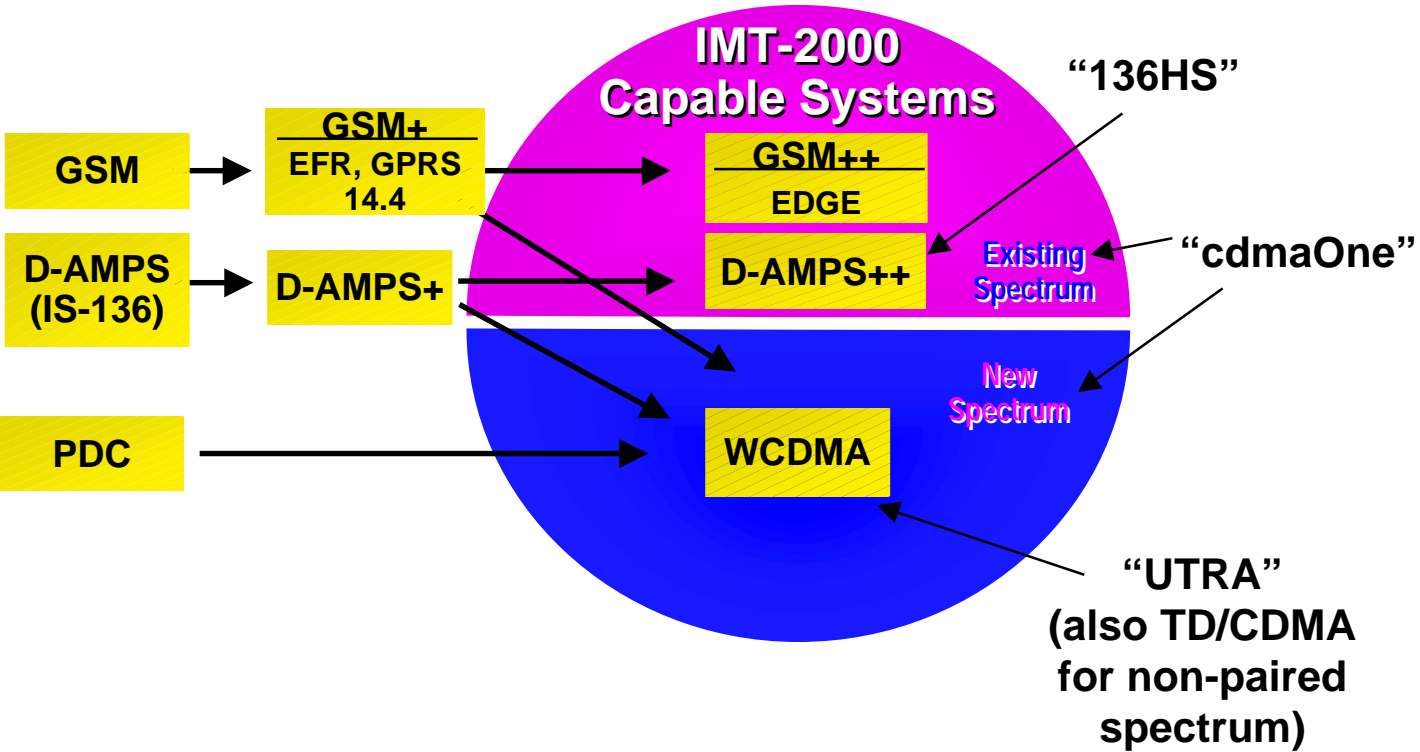 IMT-2000
Capable Systems
“136HS”
GSM
GSM+
EFR, GPRS
14.4
GSM++
EDGE
D-AMPS
(IS-136)
D-AMPS+
D-AMPS++
Existing
Spectrum
“cdmaOne”
New
Spectrum
PDC
WCDMA
“UTRA”
(also TD/CDMA
for non-paired
spectrum)